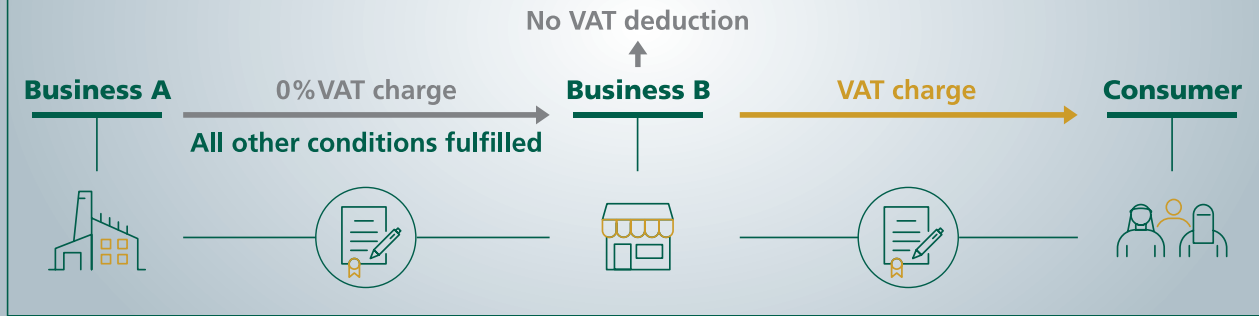 No VAT deduction
Business A
0% VAT charge
Business B
VAT charge
Consumer
All other conditions fulfilled